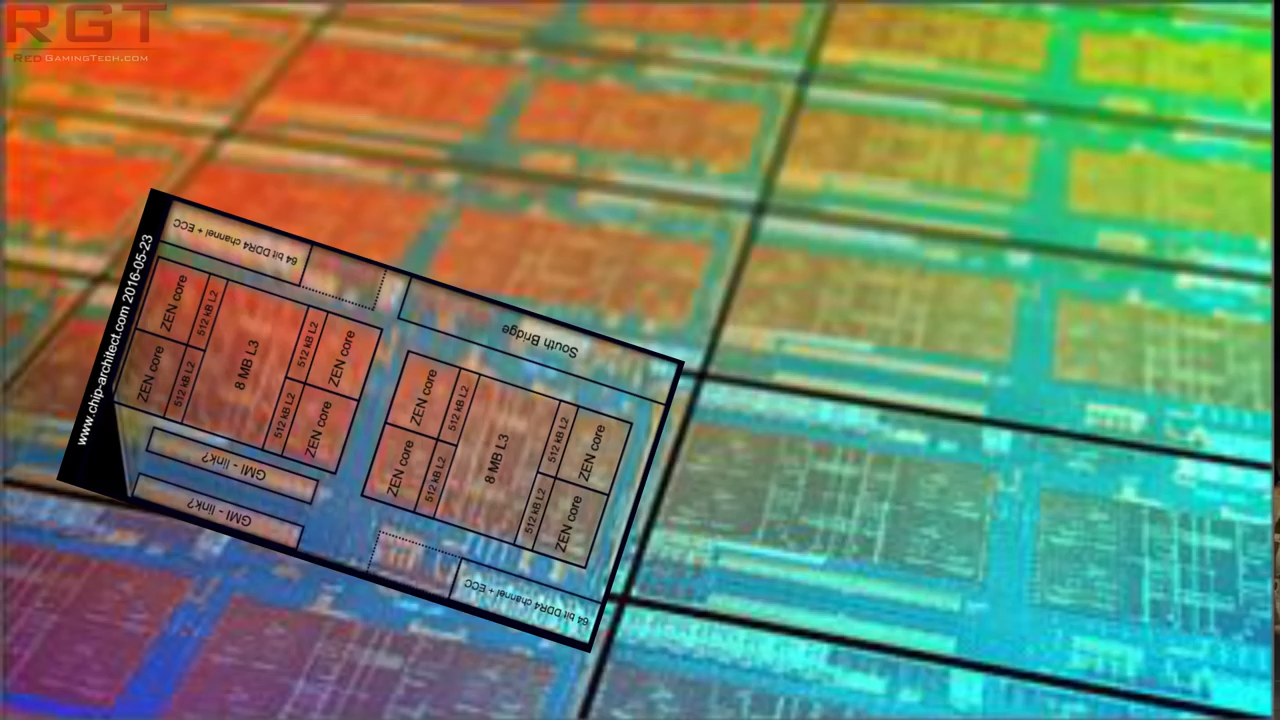 RGT
REDGAMINGTECH.COM
www.chip-architect.com 2016-05-23
64 bit DDR4 channel + ECC
South Bridge
ZEN core
512 kB L2
8 MB L3
512 kB L2
ZEN core
ZEN core
512 kB L2
512 kB L2
ZEN core
ZEN core
512 kB L2
8 MB L3
512 kB L2
ZEN core
ZEN core
512 kB L2
512 kB L2
ZEN core
GMI - link?
GMI - link?
64 bit DDR4 channel + ECC